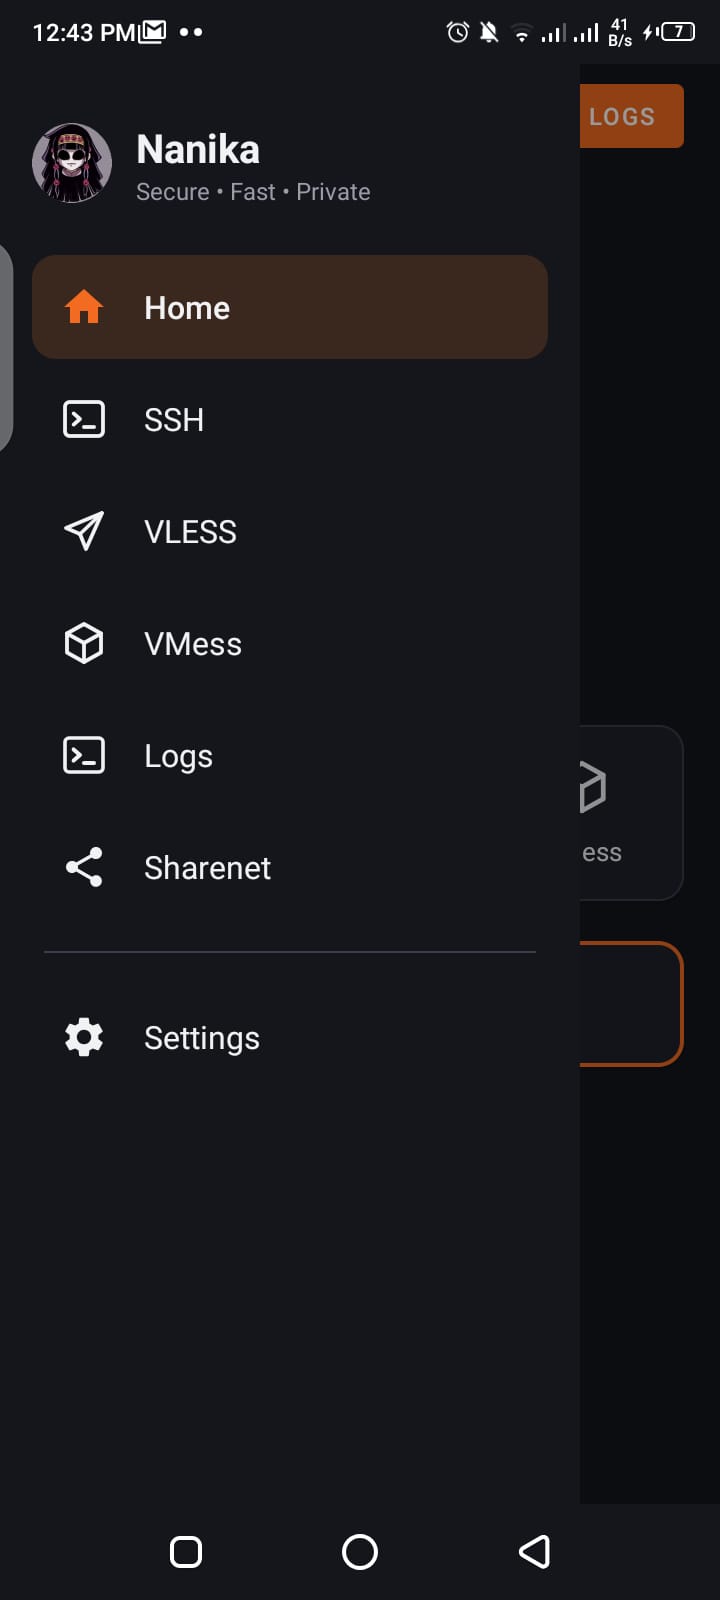 12:43 PM
41
B/s
7
LOGS
Nanika
Secure • Fast • Private
Home
SSH
VLESS
VMess
Logs
Sharenet
Settings
ess